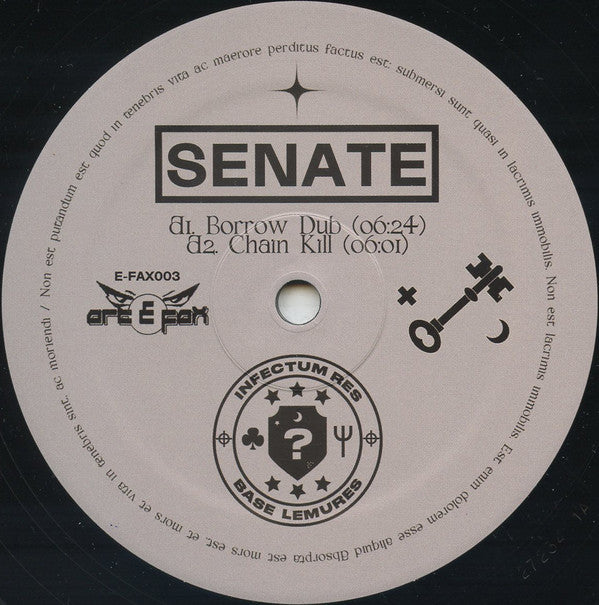 Non est putandum est quod in tenebris vita ac maerore perditus factus est: submersi sunt quasi in lacrimis immobilis. Non est lacrimis immobilis. Est enim dolorem esse aliquid Absorpta est mors et, est mors et vita in tenebris sint, ac moriendi /
SENATE
A1. Borrow Dub (06:24)
A2. Chain Kill (06:01)
E-FAX003
arc E fax
INFECTUM RES
?
BASE LEMURES